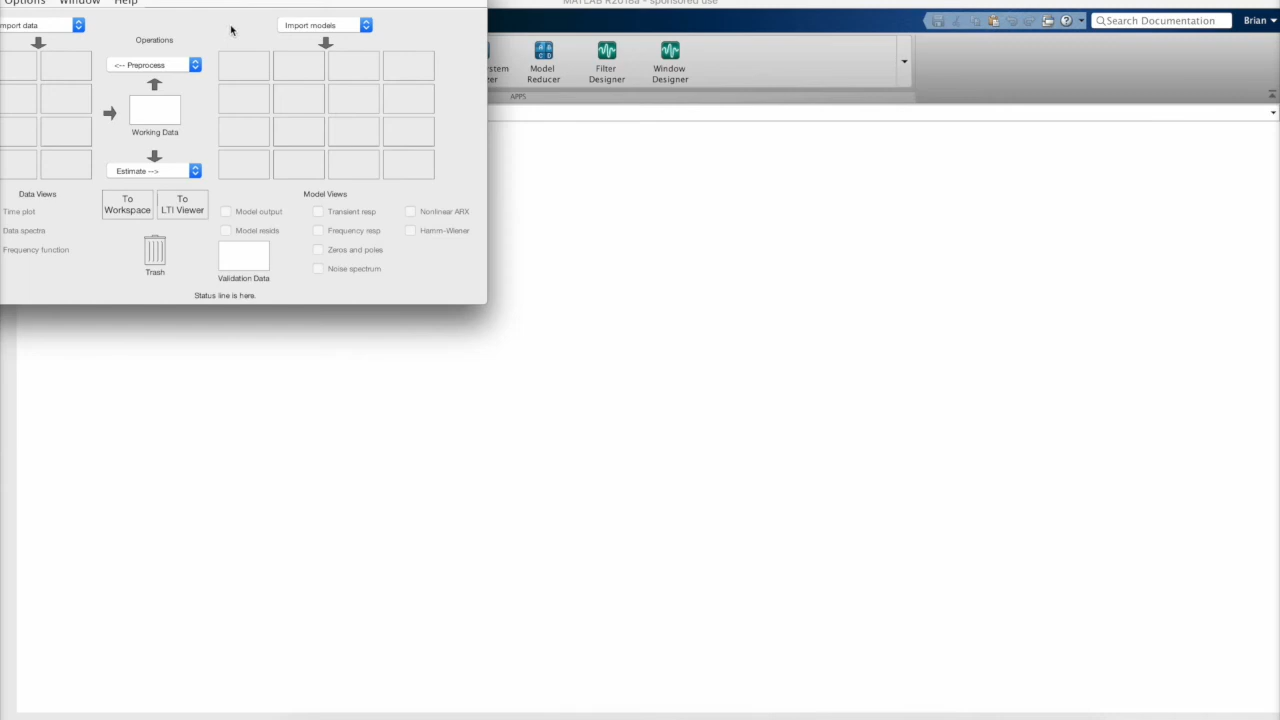 Options Window Help
MATLAB R2018a - sponsored use
Import data
Import models
Search Documentation
Brian
Operations
<-- Preprocess
Model
Reducer
Filter
Designer
Window
Designer
APPS
Working Data
Estimate -->
Data Views
To
Workspace
To
LTI Viewer
Model Views
Time plot
Model output
Transient resp
Nonlinear ARX
Data spectra
Model resids
Frequency resp
Hamm-Wiener
Frequency function
Zeros and poles
Trash
Noise spectrum
Validation Data
Status line is here.